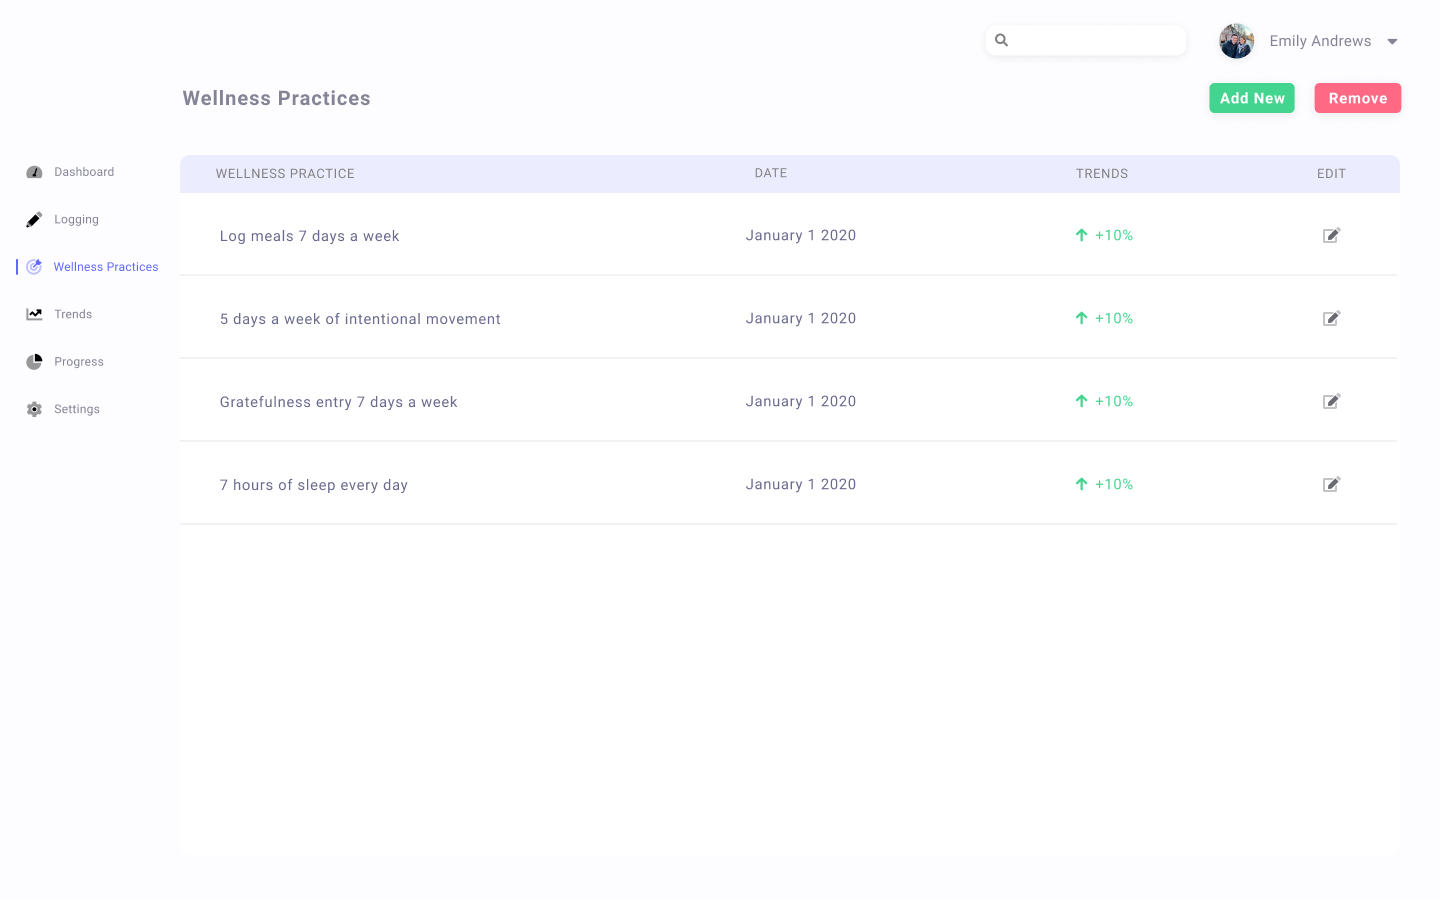 Emily Andrews
Wellness Practices
Add New
Remove
Dashboard
Logging
Wellness Practices
Trends
Progress
Settings
WELLNESS PRACTICE DATE TRENDS EDIT
Log meals 7 days a week January 1 2020 +10%
5 days a week of intentional movement January 1 2020 +10%
Gratefulness entry 7 days a week January 1 2020 +10%
7 hours of sleep every day January 1 2020 +10%